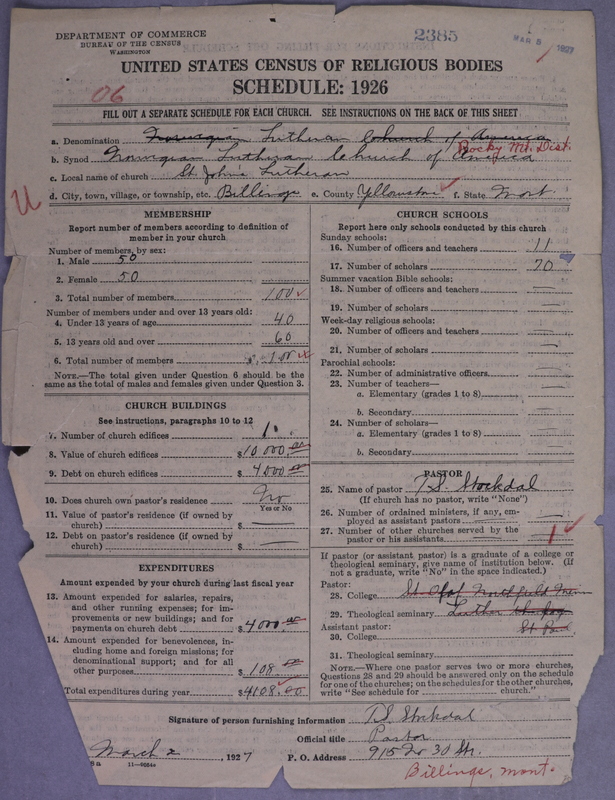 DEPARTMENT OF COMMERCE
BUREAU OF THE CENSUS
WASHINGTON
2385
MAR 8 1927
UNITED STATES CENSUS OF RELIGIOUS BODIES
SCHEDULE: 1926
06
FILL OUT A SEPARATE SCHEDULE FOR EACH CHURCH. SEE INSTRUCTIONS ON THE BACK OF THIS SHEET
a. Denomination Norwegian Lutheran Church of America
Rocky Mt. Dist.
b. Synod Norwegian Lutheran Church of America
c. Local name of church St. John's Lutheran
d. City, town, village, or township, etc. Billings e. County Yellowstone f. State Mont.
U
MEMBERSHIP
Report number of members according to definition of
member in your church
Number of members, by sex:
1. Male 50
2. Female 50
3. Total number of members 100
Number of members under and over 13 years old:
4. Under 13 years of age 40
5. 13 years old and over 60
6. Total number of members 100
NOTE.—The total given under Question 6 should be the
same as the total of males and females given under Question 3.
CHURCH BUILDINGS
See instructions, paragraphs 10 to 12
7. Number of church edifices 1
8. Value of church edifices $10000.00
9. Debt on church edifices $4000.00
10. Does church own pastor's residence No
Yes or No
11. Value of pastor's residence (if owned by
church) $ —
12. Debt on pastor's residence (if owned by
church) $ —
EXPENDITURES
Amount expended by your church during last fiscal year
13. Amount expended for salaries, repairs,
and other running expenses; for im-
provements or new buildings; and for
payments on church debt $4000.00
14. Amount expended for benevolences, in-
cluding home and foreign missions; for
denominational support; and for all
other purposes $108.00
Total expenditures during year $4108.00
CHURCH SCHOOLS
Report here only schools conducted by this church
Sunday schools:
16. Number of officers and teachers 11
17. Number of scholars 70
Summer vacation Bible schools:
18. Number of officers and teachers —
19. Number of scholars —
Week-day religious schools:
20. Number of officers and teachers —
21. Number of scholars —
Parochial schools:
22. Number of administrative officers —
23. Number of teachers—
a. Elementary (grades 1 to 8) —
b. Secondary —
24. Number of scholars—
a. Elementary (grades 1 to 8) —
b. Secondary —
PASTOR
25. Name of pastor T.S. Stockdal
(If church has no pastor, write "None")
26. Number of ordained ministers, if any, em-
ployed as assistant pastors —
27. Number of other churches served by the
pastor or his assistants 1
If pastor (or assistant pastor) is a graduate of a college or
theological seminary, give name of institution below. (If
not a graduate, write "No" in the space indicated.)
Pastor:
28. College St. Olaf Northfield Minn
29. Theological seminary Luther
Assistant pastor: St. P
30. College
31. Theological seminary
NOTE.—Where one pastor serves two or more churches,
Questions 28 and 29 should be answered only on the schedule
for one of the churches; on the schedules for the other churches,
write "See schedule for ______ church."
Signature of person furnishing information T.S. Stockdal
Official title Pastor
March 2, 1927 P. O. Address 915 No 30 St.
11—9554
Billings, Mont.